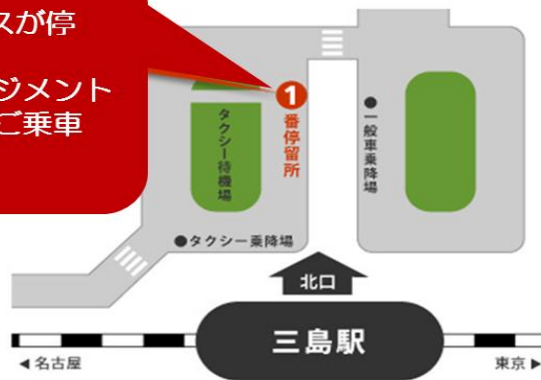 スが停
ジメント
ご乗車
1
番停留所
タクシー待機場
●一般車乗降場
●タクシー乗降場
北口
三島駅
◀名古屋
東京▶